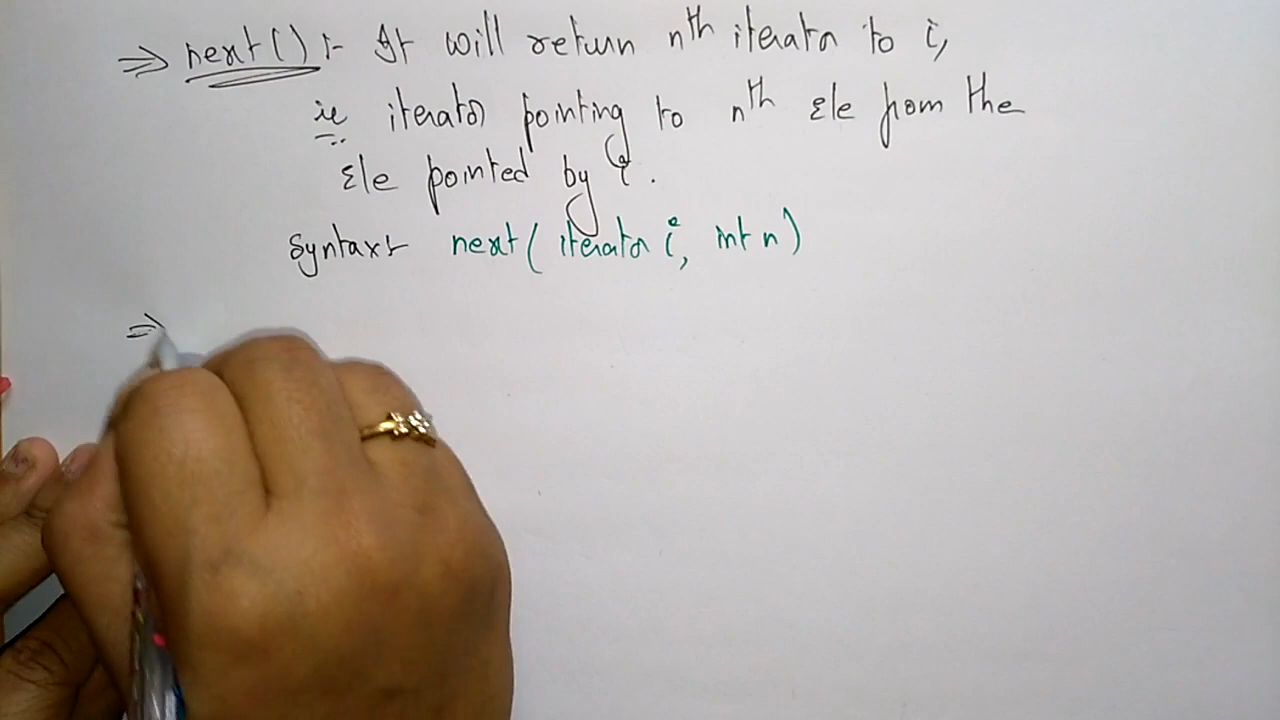 ⇒ next() :- It will return nth iterator to i,
ie iterator pointing to nth Ele from the
Ele pointed by i.
Syntax:- next( iterator i, int n)
⇒